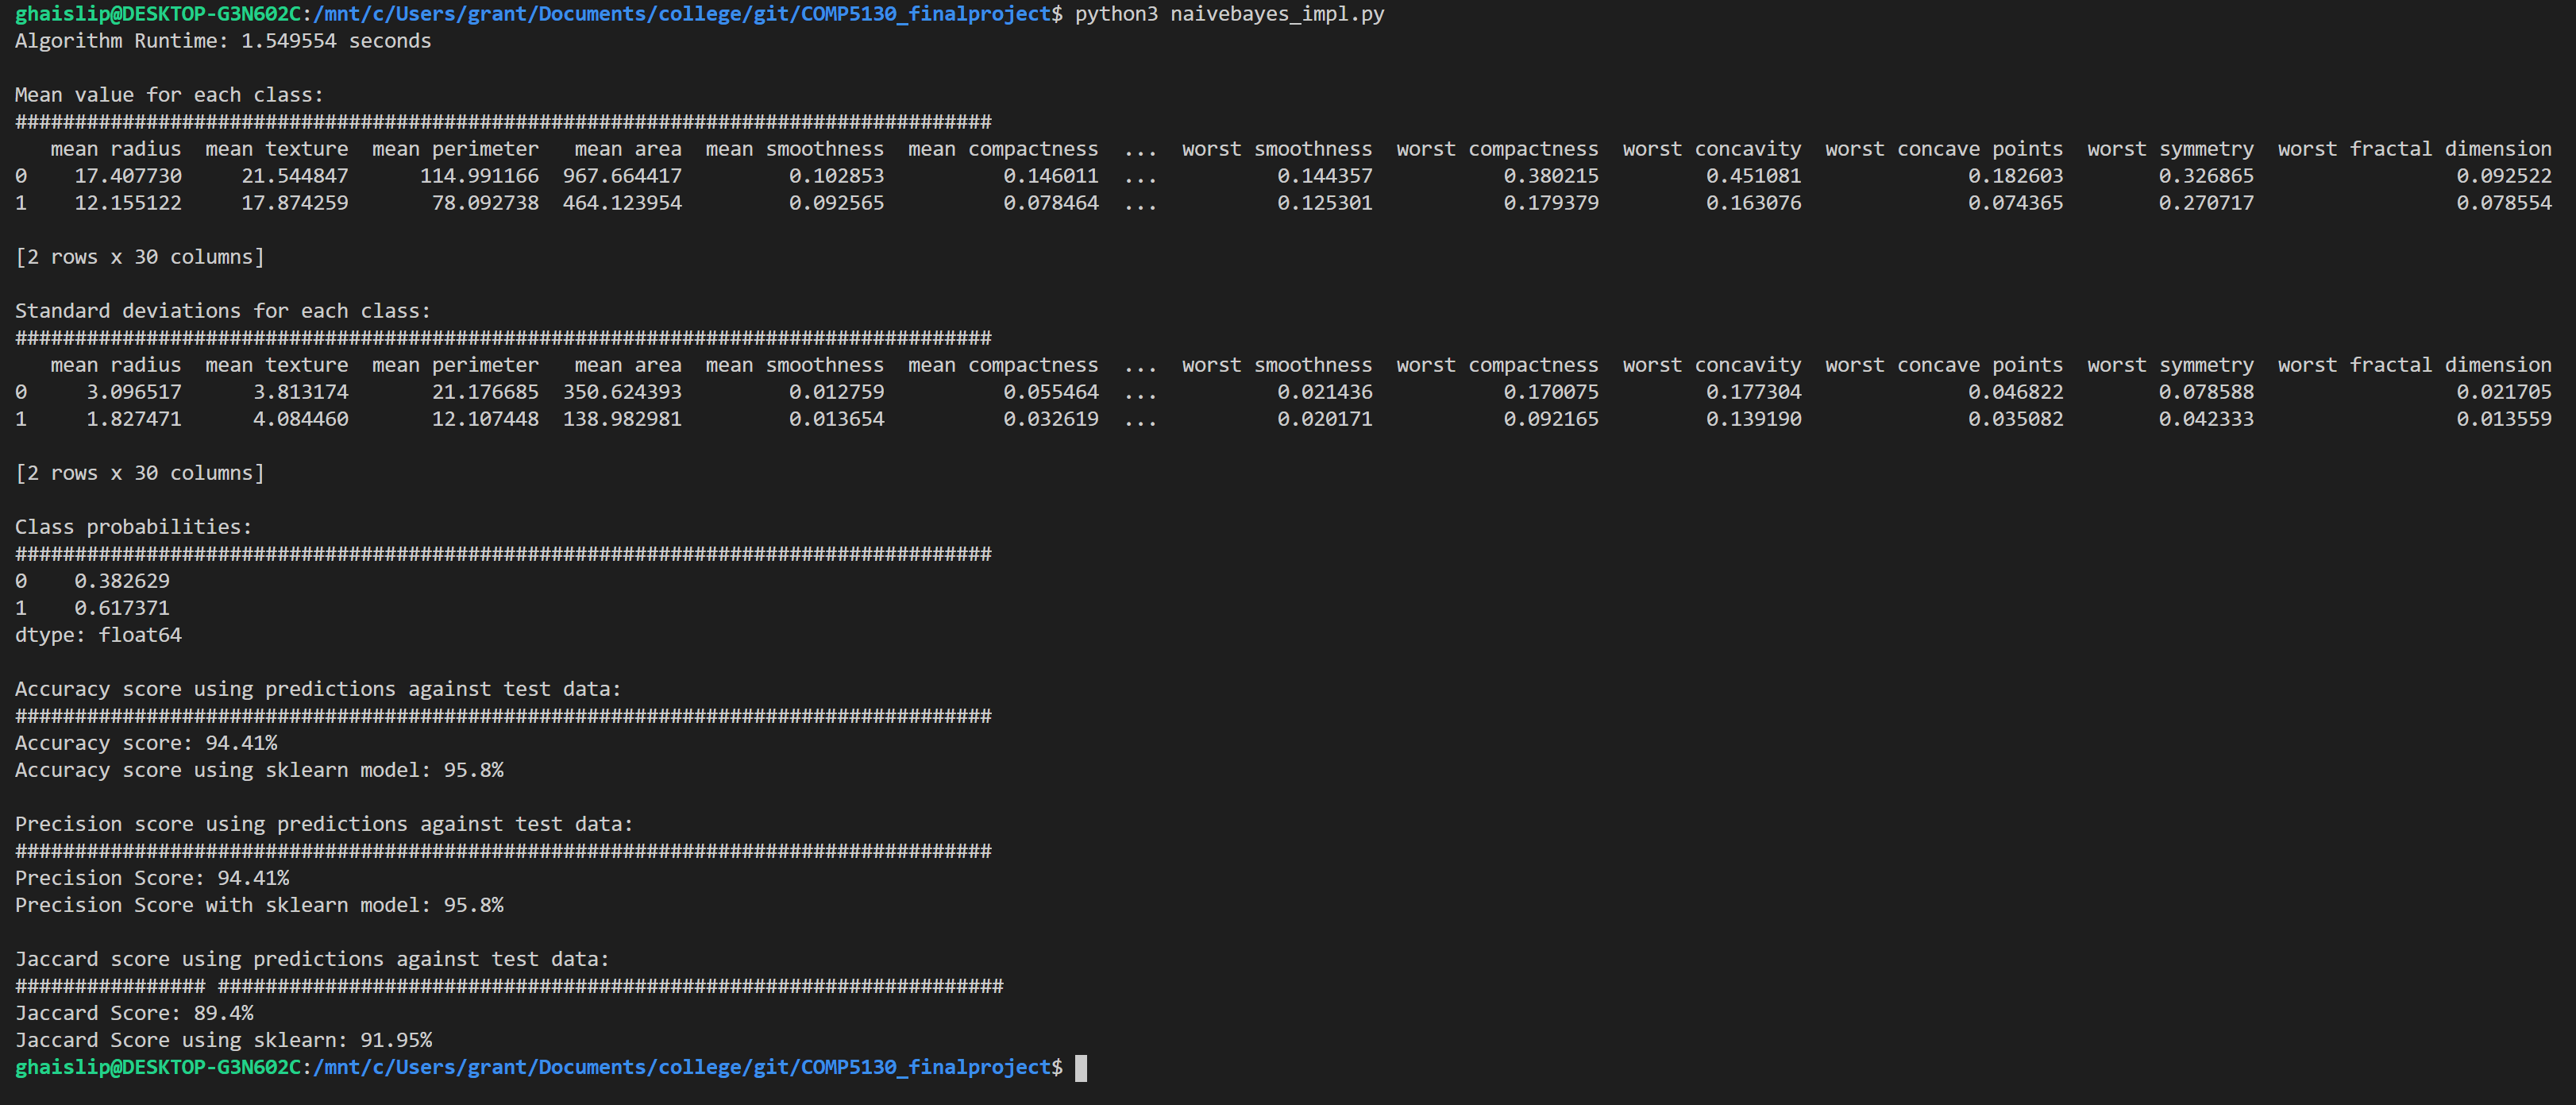 ghaislip@DESKTOP-G3N602C:/mnt/c/Users/grant/Documents/college/git/COMP5130_finalproject$ python3 naivebayes_impl.py
Algorithm Runtime: 1.549554 seconds

Mean value for each class:
##################################################################################
   mean radius  mean texture  mean perimeter   mean area  mean smoothness  mean compactness  ...  worst smoothness  worst compactness  worst concavity  worst concave points  worst symmetry  worst fractal dimension
0    17.407730     21.544847      114.991166  967.664417         0.102853          0.146011  ...          0.144357           0.380215         0.451081              0.182603        0.326865                 0.092522
1    12.155122     17.874259       78.092738  464.123954         0.092565          0.078464  ...          0.125301           0.179379         0.163076              0.074365        0.270717                 0.078554

[2 rows x 30 columns]

Standard deviations for each class:
##################################################################################
   mean radius  mean texture  mean perimeter   mean area  mean smoothness  mean compactness  ...  worst smoothness  worst compactness  worst concavity  worst concave points  worst symmetry  worst fractal dimension
0     3.096517      3.813174       21.176685  350.624393         0.012759          0.055464  ...          0.021436           0.170075         0.177304              0.046822        0.078588                 0.021705
1     1.827471      4.084460       12.107448  138.982981         0.013654          0.032619  ...          0.020171           0.092165         0.139190              0.035082        0.042333                 0.013559

[2 rows x 30 columns]

Class probabilities:
##################################################################################
0    0.382629
1    0.617371
dtype: float64

Accuracy score using predictions against test data:
##################################################################################
Accuracy score: 94.41%
Accuracy score using sklearn model: 95.8%

Precision score using predictions against test data:
##################################################################################
Precision Score: 94.41%
Precision Score with sklearn model: 95.8%

Jaccard score using predictions against test data:
################ ##################################################################
Jaccard Score: 89.4%
Jaccard Score using sklearn: 91.95%
ghaislip@DESKTOP-G3N602C:/mnt/c/Users/grant/Documents/college/git/COMP5130_finalproject$